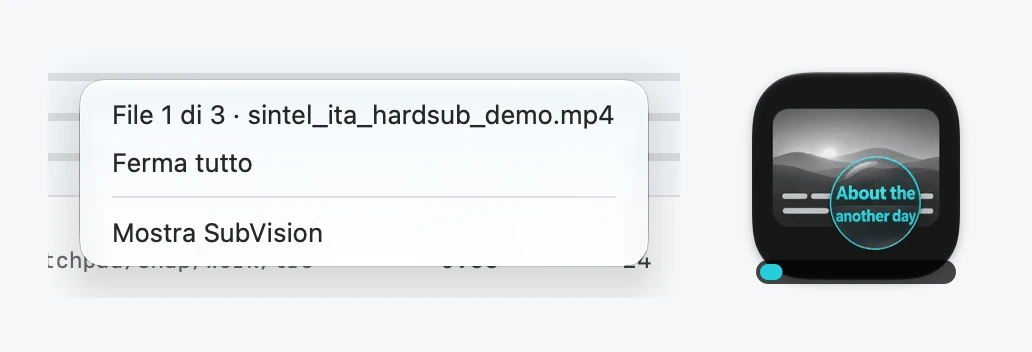 File 1 di 3 · sintel_ita_hardsub_demo.mp4
Ferma tutto
Mostra SubVision
About the
another day